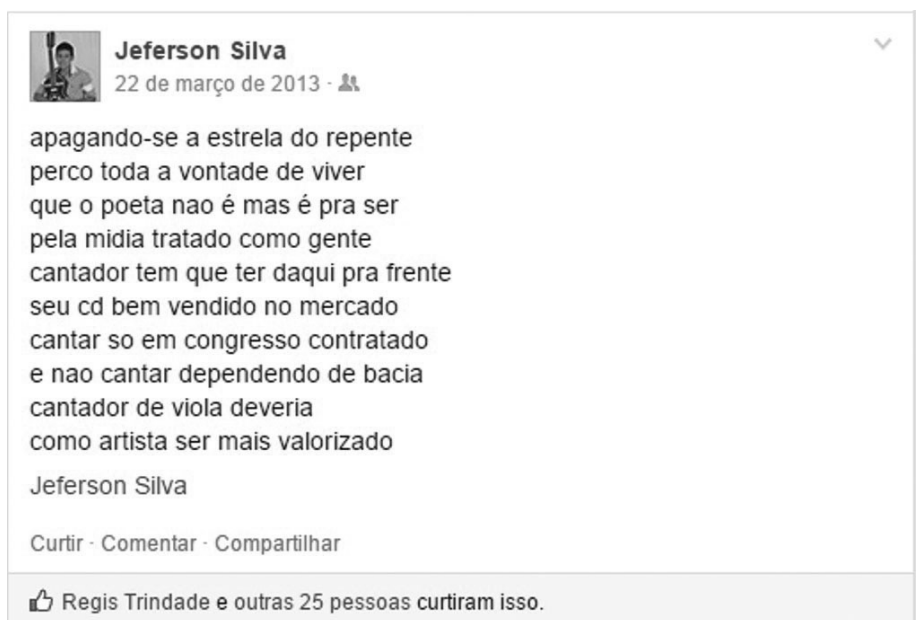 Jeferson Silva
22 de março de 2013 ·
apagando-se a estrela do repente
perco toda a vontade de viver
que o poeta nao é mas é pra ser
pela midia tratado como gente
cantador tem que ter daqui pra frente
seu cd bem vendido no mercado
cantar so em congresso contratado
e nao cantar dependendo de bacia
cantador de viola deveria
como artista ser mais valorizado
Jeferson Silva
Curtir · Comentar · Compartilhar
Regis Trindade e outras 25 pessoas curtiram isso.